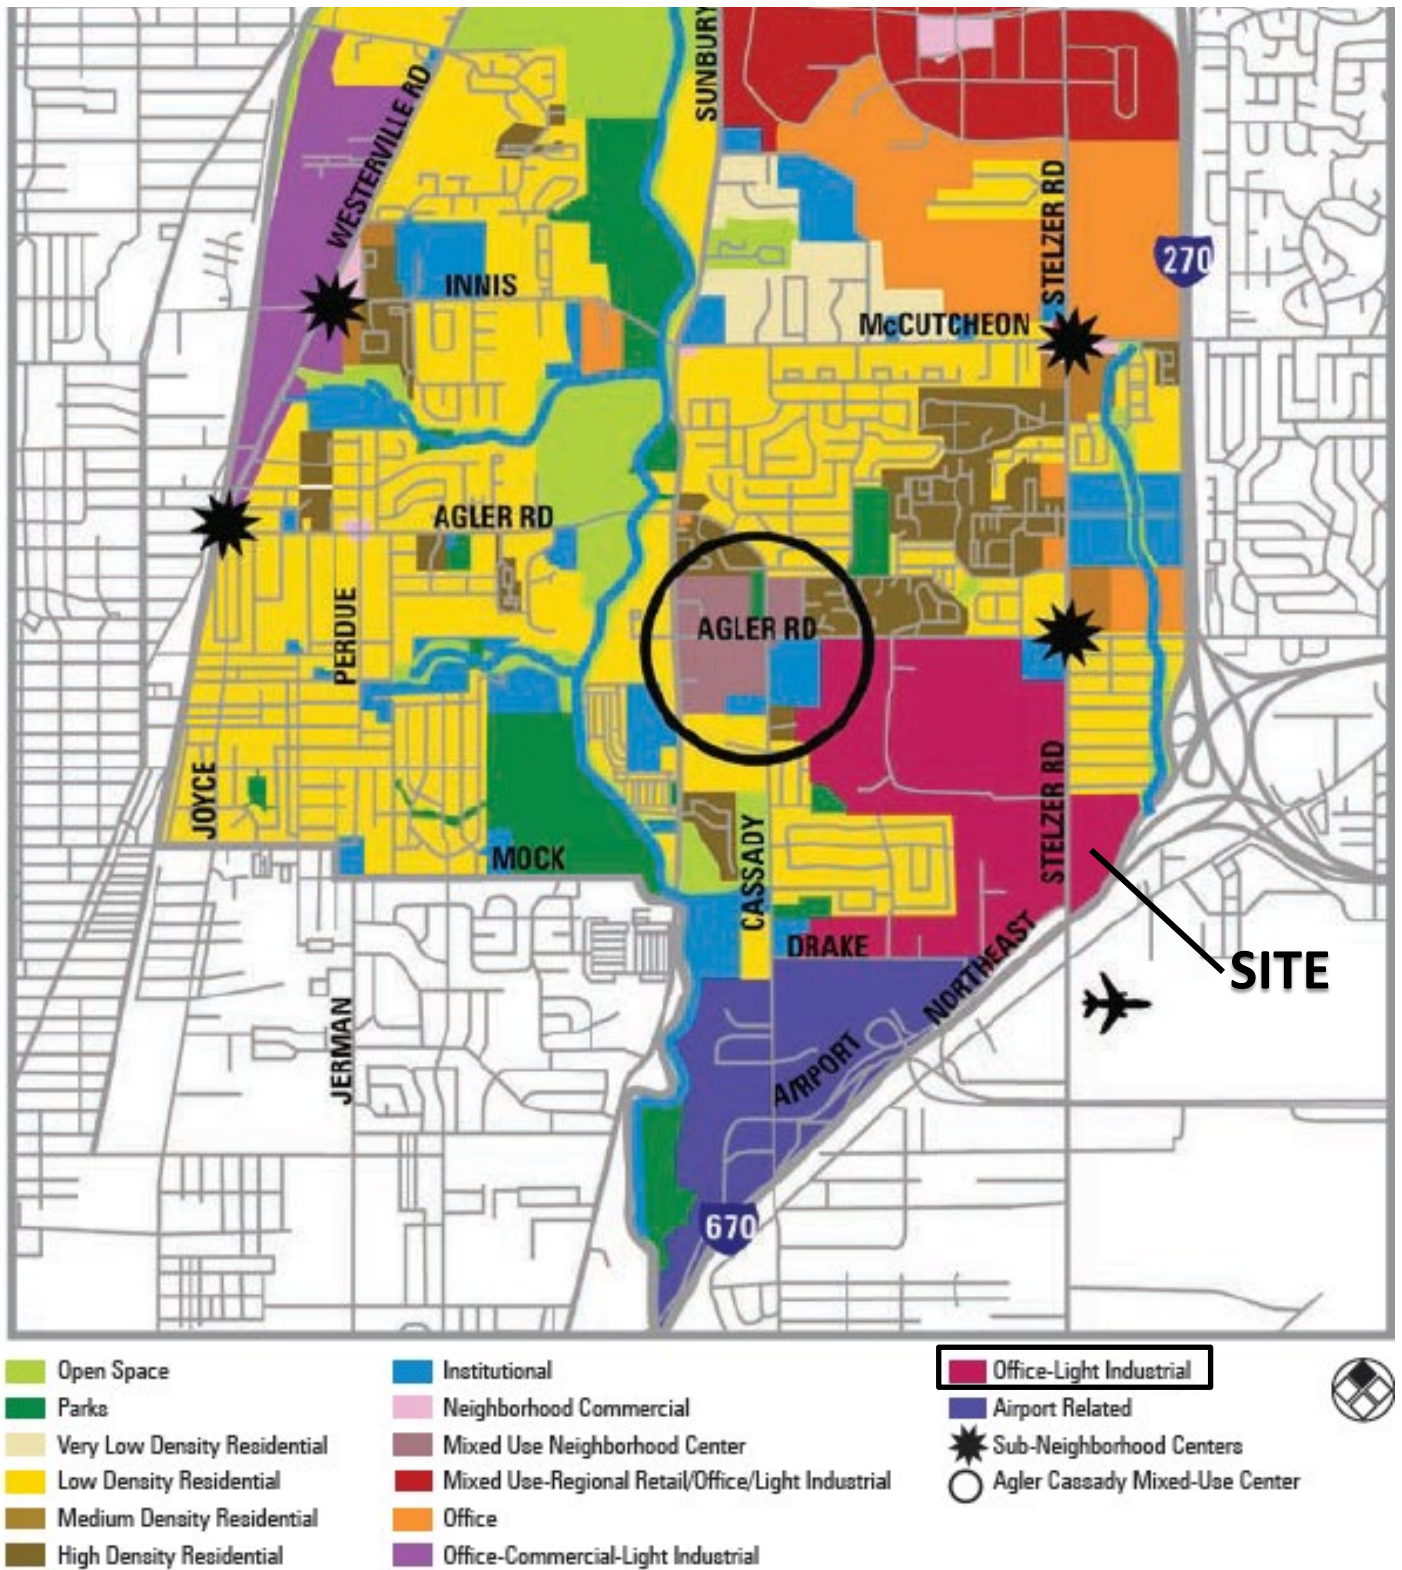 SUNBURY
WESTERVILLE RD
STELZER RD
270
INNIS
McCUTCHEON
AGLER RD
AGLER RD
PERDUE
JOYCE
STELZER RD
MOCK
CASSADY
DRAKE
NORTHEAST
SITE
JERMAN
AIRPORT
670
Open Space
Parks
Very Low Density Residential
Low Density Residential
Medium Density Residential
High Density Residential
Institutional
Neighborhood Commercial
Mixed Use Neighborhood Center
Mixed Use-Regional Retail/Office/Light Industrial
Office
Office-Commercial-Light Industrial
Office-Light Industrial
Airport Related
Sub-Neighborhood Centers
Agler Cassady Mixed-Use Center